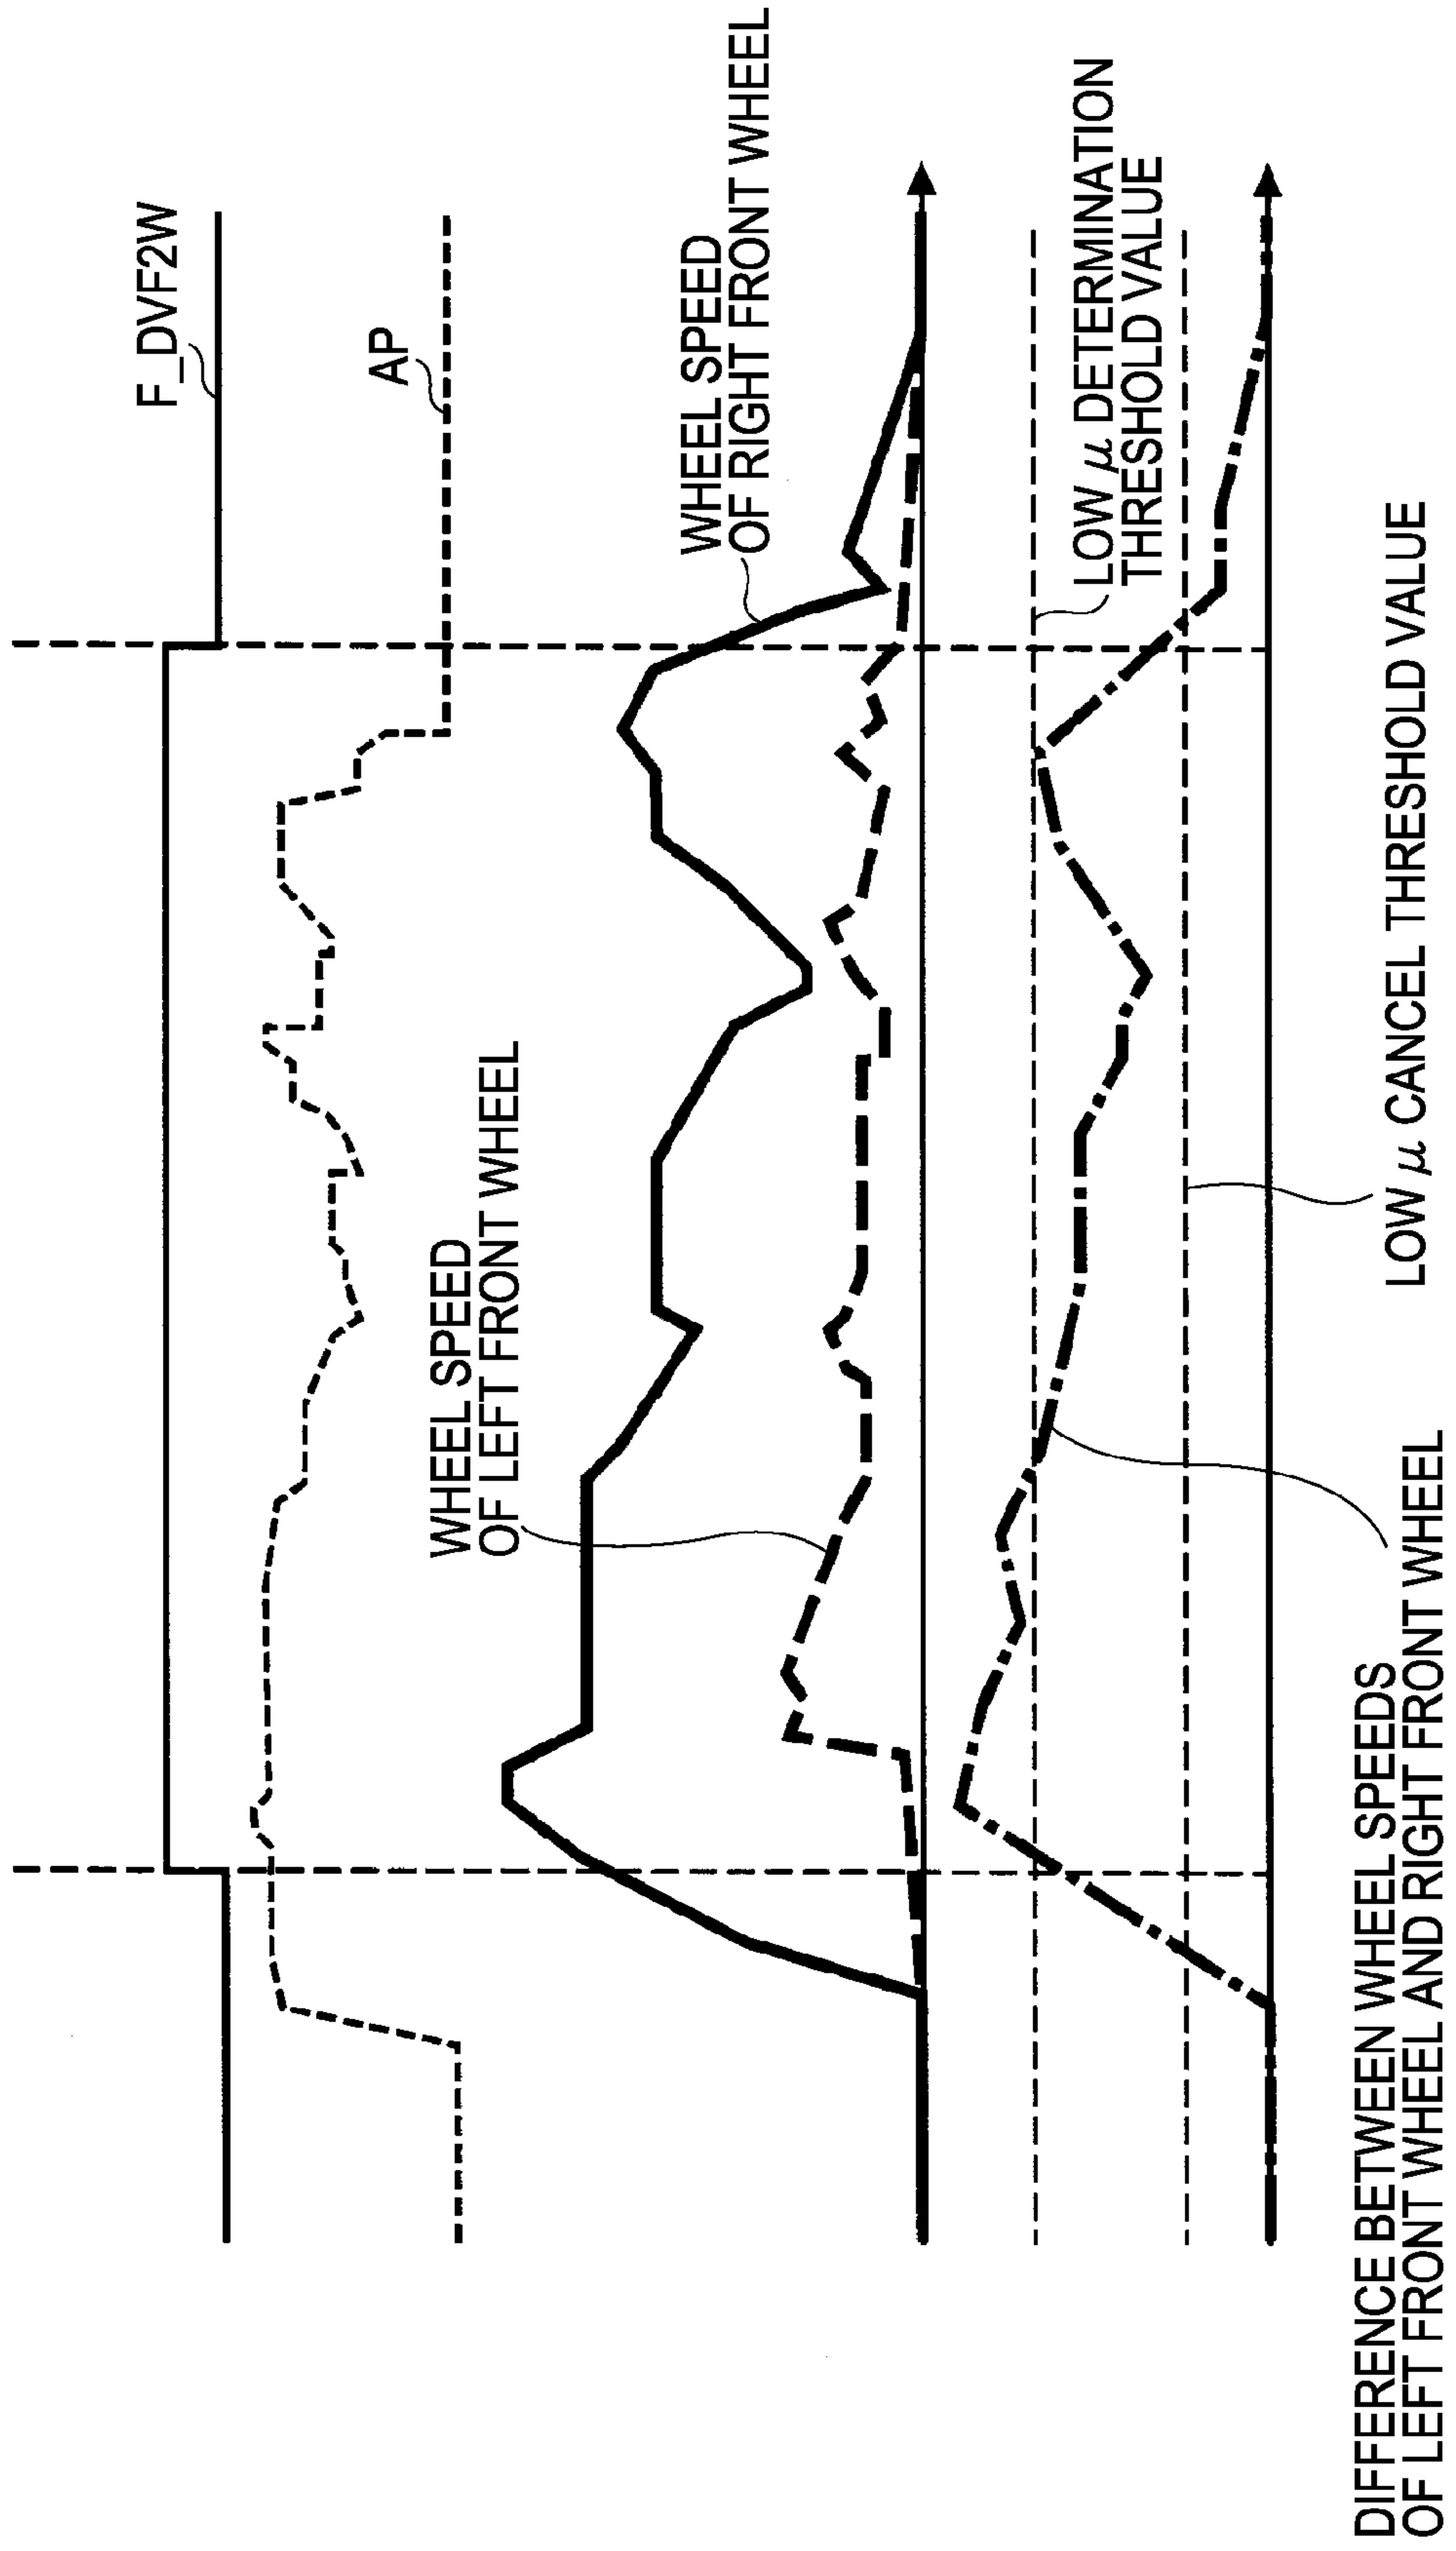 F_DVF2W
AP
WHEEL SPEED
OF RIGHT FRONT WHEEL
WHEEL SPEED
OF LEFT FRONT WHEEL
LOW μ DETERMINATION
THRESHOLD VALUE
LOW μ CANCEL THRESHOLD VALUE
DIFFERENCE BETWEEN WHEEL SPEEDS
OF LEFT FRONT WHEEL AND RIGHT FRONT WHEEL